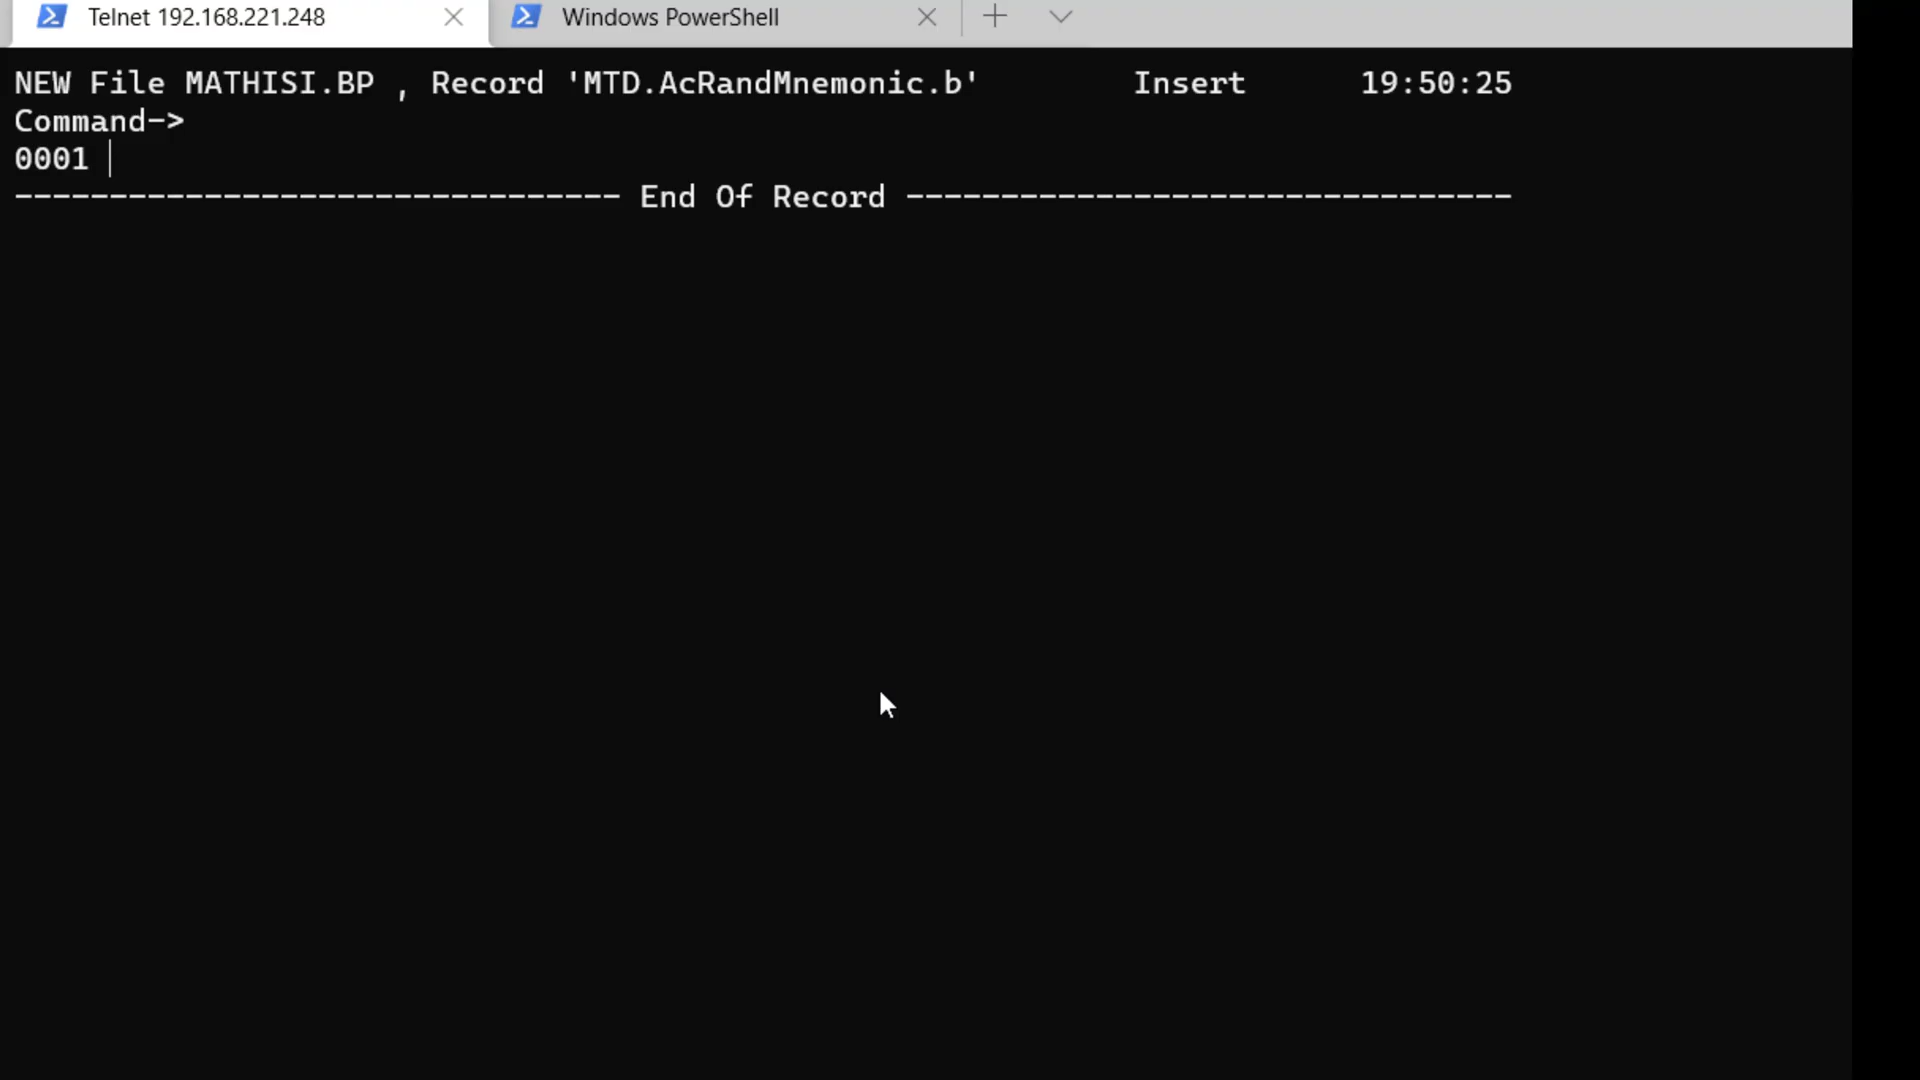 Telnet 192.168.221.248 Windows PowerShell
NEW File MATHISI.BP , Record 'MTD.AcRandMnemonic.b' Insert 19:50:25
Command->
0001
-------------------------------- End Of Record --------------------------------